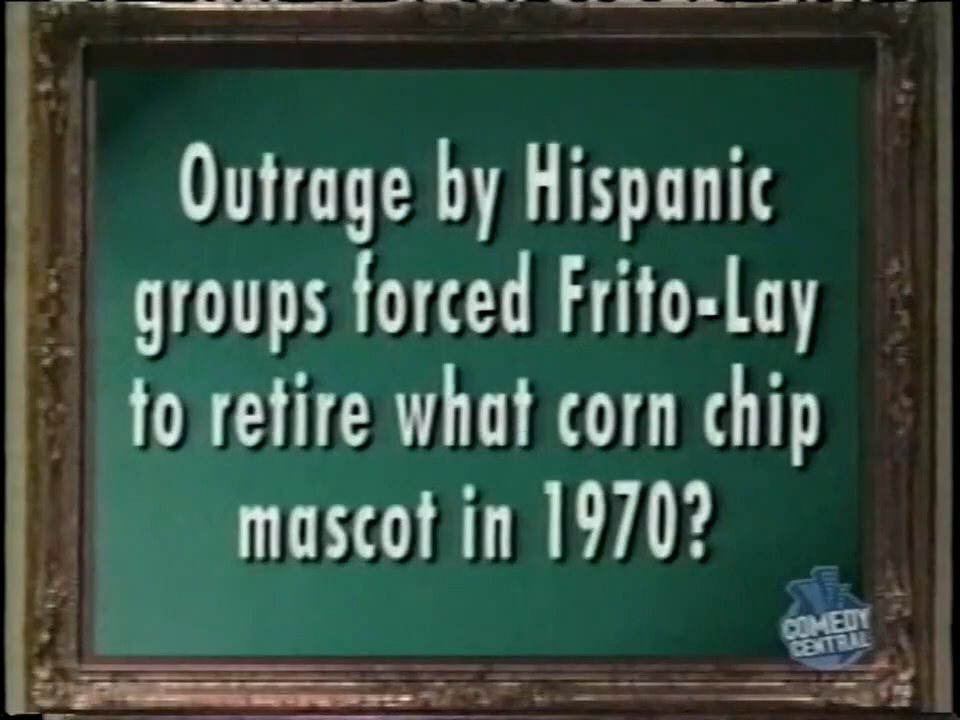 Outrage by Hispanic
groups forced Frito-Lay
to retire what corn chip
mascot in 1970?
COMEDY
CENTRAL